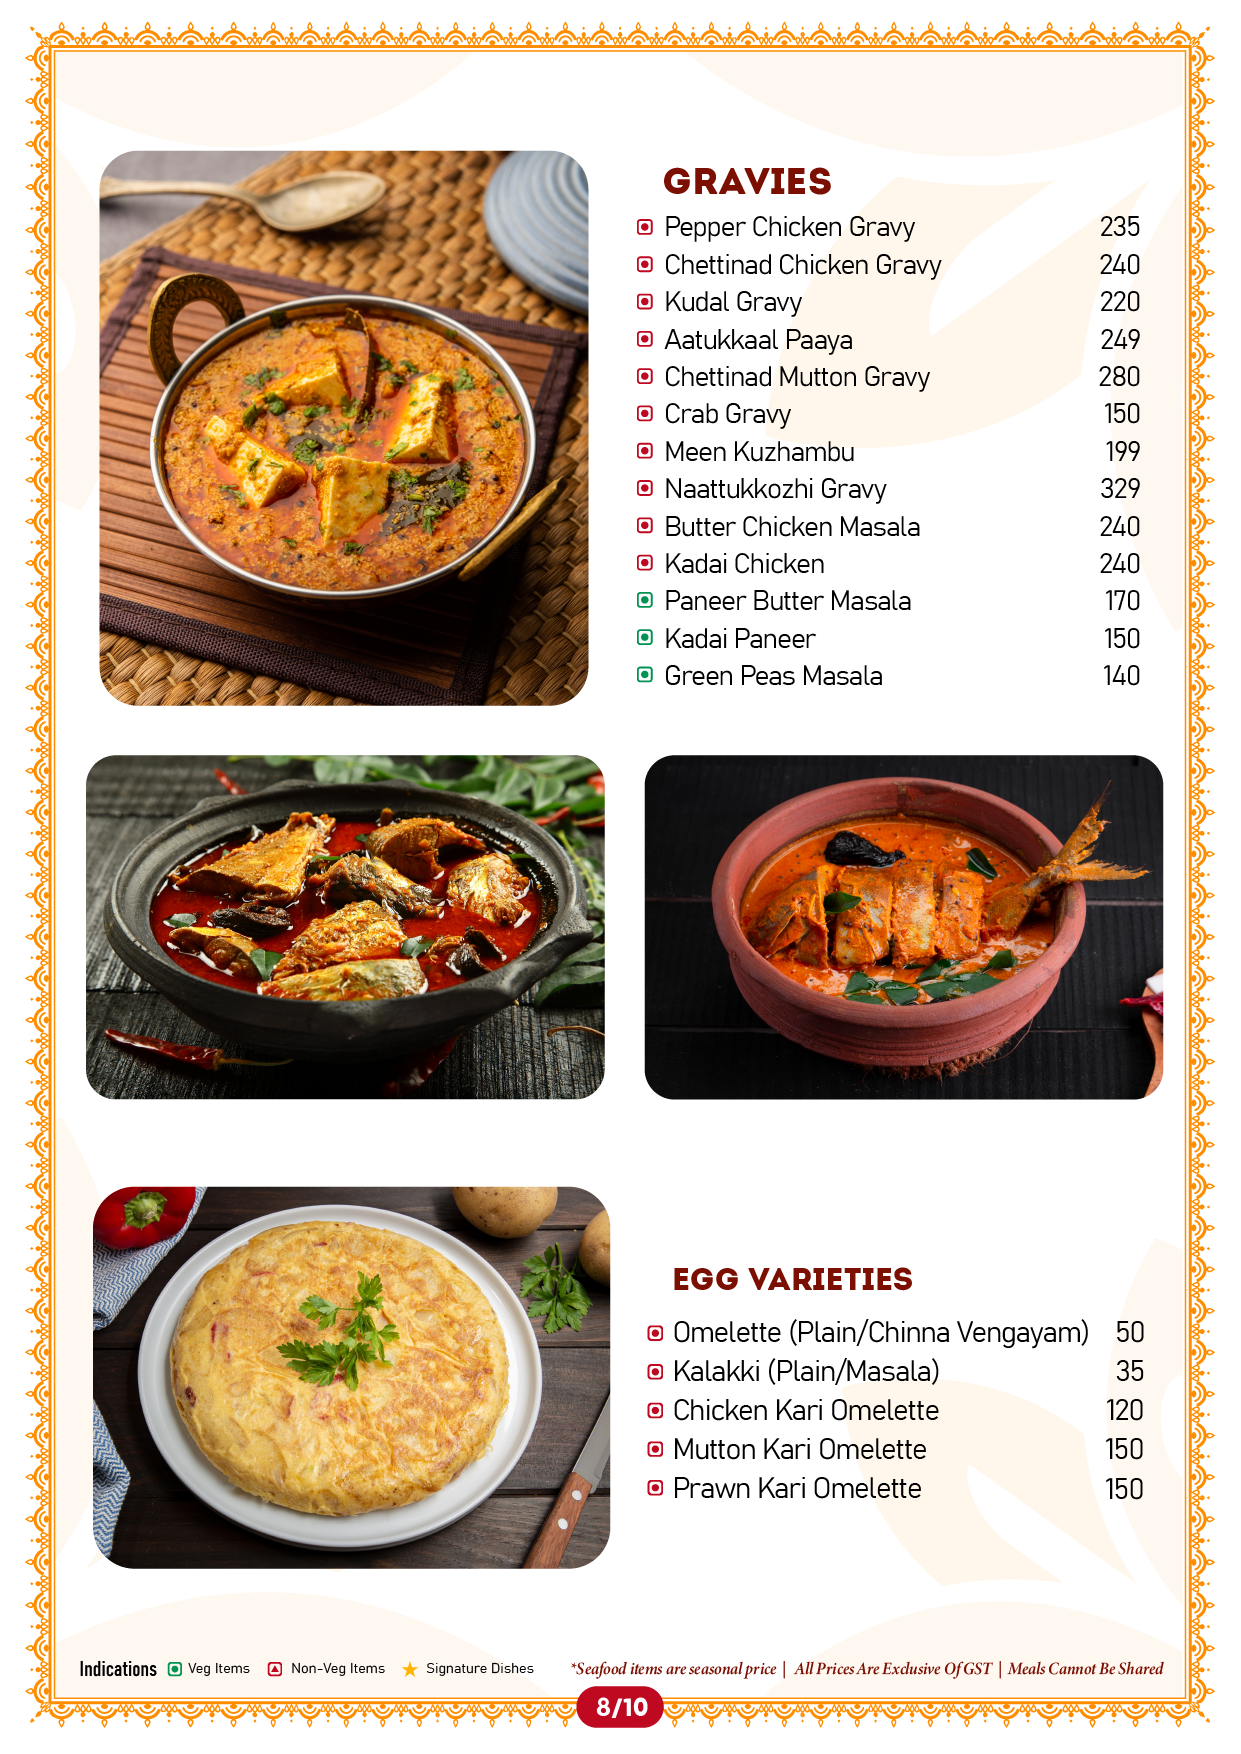 GRAVIES
Pepper Chicken Gravy 235
Chettinad Chicken Gravy 240
Kudal Gravy 220
Aatukkaal Paaya 249
Chettinad Mutton Gravy 280
Crab Gravy 150
Meen Kuzhambu 199
Naattukkozhi Gravy 329
Butter Chicken Masala 240
Kadai Chicken 240
Paneer Butter Masala 170
Kadai Paneer 150
Green Peas Masala 140
EGG VARIETIES
Omelette (Plain/Chinna Vengayam) 50
Kalakki (Plain/Masala) 35
Chicken Kari Omelette 120
Mutton Kari Omelette 150
Prawn Kari Omelette 150
Indications Veg Items Non-Veg Items Signature Dishes *Seafood items are seasonal price | All Prices Are Exclusive Of GST | Meals Cannot Be Shared
8/10